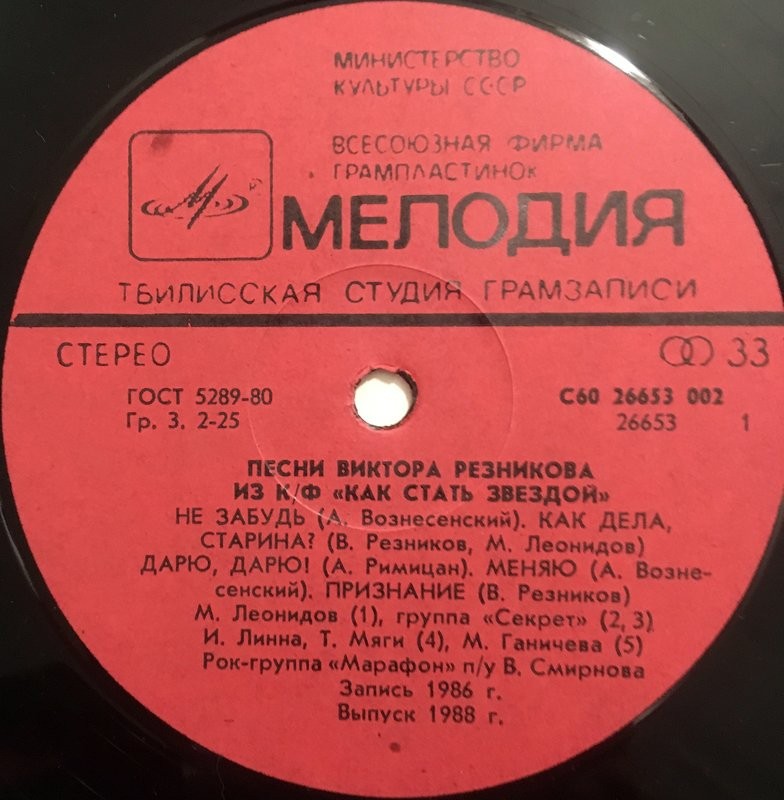 МИНИСТЕРСТВО
КУЛЬТУРЫ СССР
ВСЕСОЮЗНАЯ ФИРМА
ГРАМПЛАСТИНОК
МЕЛОДИЯ
ТБИЛИССКАЯ СТУДИЯ ГРАМЗАПИСИ
СТЕРЕО 33
ГОСТ 5289-80 С60 26653 002
Гр. 3. 2-25 26653 1
ПЕСНИ ВИКТОРА РЕЗНИКОВА
ИЗ К/Ф «КАК СТАТЬ ЗВЕЗДОЙ»
НЕ ЗАБУДЬ (А. Вознесенский). КАК ДЕЛА,
СТАРИНА? (В. Резников, М. Леонидов)
ДАРЮ, ДАРЮ! (А. Римицан). МЕНЯЮ (А. Возне-
сенский). ПРИЗНАНИЕ (В. Резников)
М. Леонидов (1), группа «Секрет» (2, 3)
И. Линна, Т. Мяги (4), М. Ганичева (5)
Рок-группа «Марафон» п/у В. Смирнова
Запись 1986 г.
Выпуск 1988 г.